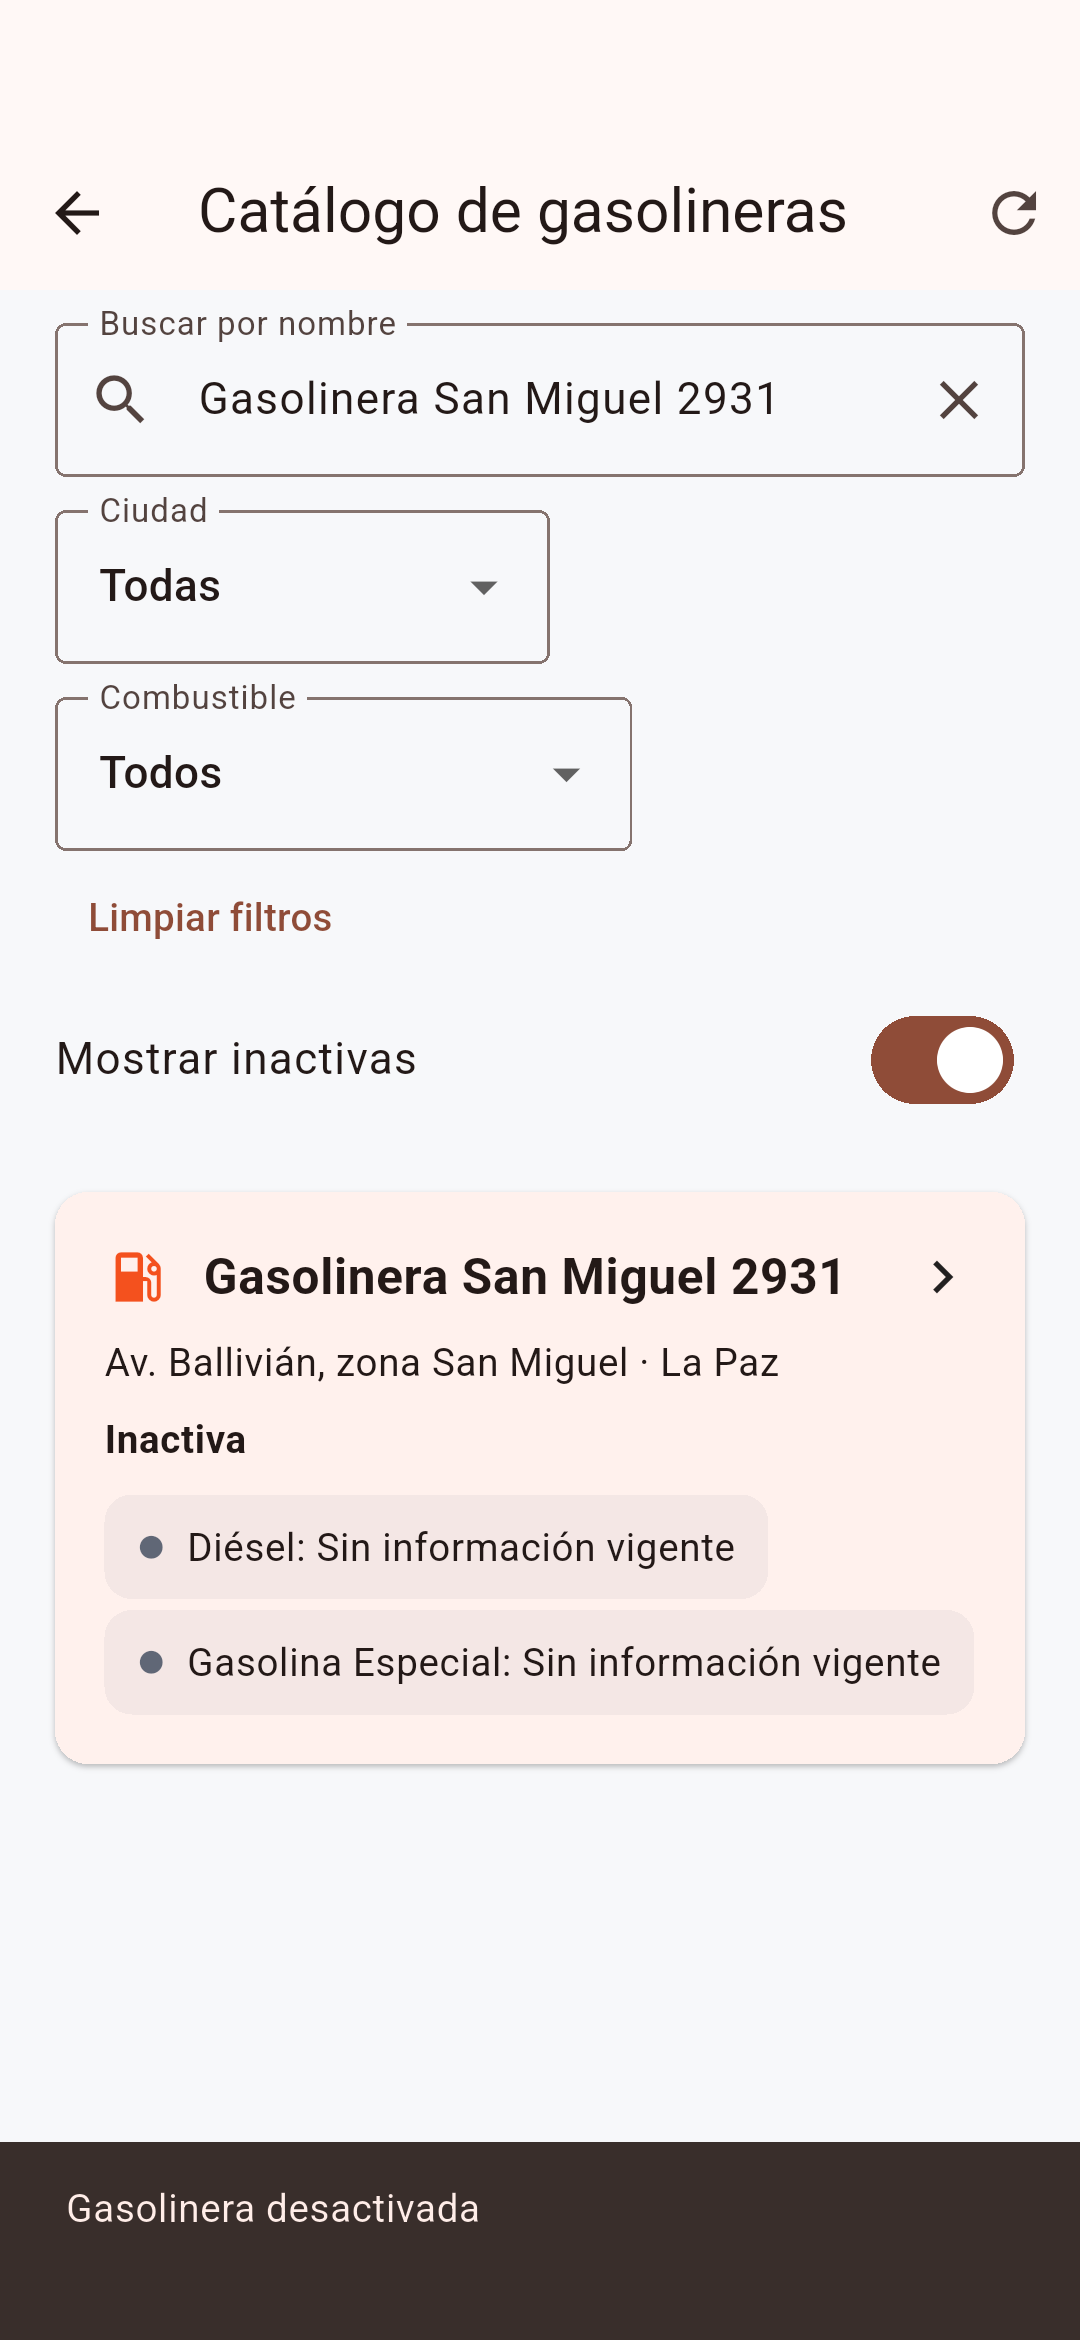 Catálogo de gasolineras
Buscar por nombre
Gasolinera San Miguel 2931
Ciudad
Todas
Combustible
Todos
Limpiar filtros
Mostrar inactivas
Gasolinera San Miguel 2931
Av. Ballivián, zona San Miguel · La Paz
Inactiva
Diésel: Sin información vigente
Gasolina Especial: Sin información vigente
Gasolinera desactivada